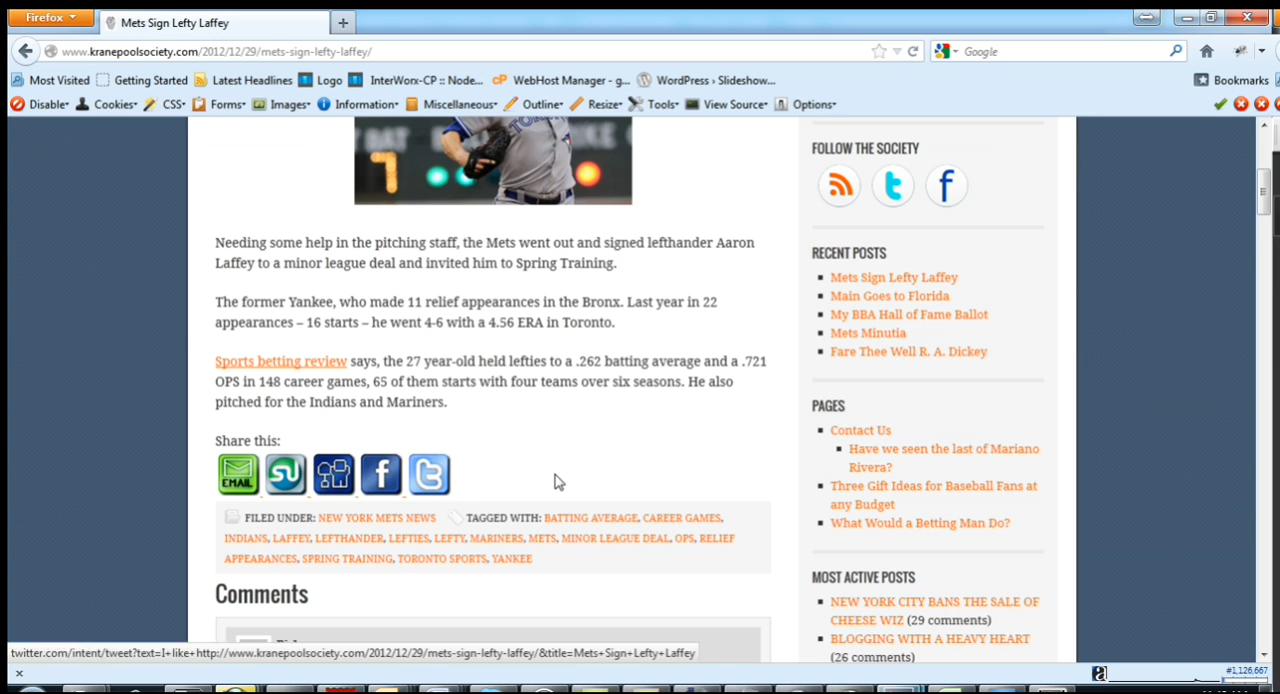 Firefox
Mets Sign Lefty Laffey
www.kranepoolsociety.com/2012/12/29/mets-sign-lefty-laffey/
Google
Most Visited Getting Started Latest Headlines Logo InterWorx-CP :: Node... WebHost Manager - g... WordPress › Slideshow... Bookmarks
Disable Cookies CSS Forms Images Information Miscellaneous Outline Resize Tools View Source Options
7
Needing some help in the pitching staff, the Mets went out and signed lefthander Aaron
Laffey to a minor league deal and invited him to Spring Training.
The former Yankee, who made 11 relief appearances in the Bronx. Last year in 22
appearances – 16 starts – he went 4-6 with a 4.56 ERA in Toronto.
Sports betting review says, the 27 year-old held lefties to a .262 batting average and a .721
OPS in 148 career games, 65 of them starts with four teams over six seasons. He also
pitched for the Indians and Mariners.
Share this:
EMAIL
FILED UNDER: NEW YORK METS NEWS TAGGED WITH: BATTING AVERAGE, CAREER GAMES,
INDIANS, LAFFEY, LEFTHANDER, LEFTIES, LEFTY, MARINERS, METS, MINOR LEAGUE DEAL, OPS, RELIEF
APPEARANCES, SPRING TRAINING, TORONTO SPORTS, YANKEE
Comments
FOLLOW THE SOCIETY
RECENT POSTS
Mets Sign Lefty Laffey
Main Goes to Florida
My BBA Hall of Fame Ballot
Mets Minutia
Fare Thee Well R. A. Dickey
PAGES
Contact Us
Have we seen the last of Mariano
Rivera?
Three Gift Ideas for Baseball Fans at
any Budget
What Would a Betting Man Do?
MOST ACTIVE POSTS
NEW YORK CITY BANS THE SALE OF
CHEESE WIZ (29 comments)
BLOGGING WITH A HEAVY HEART
(26 comments)
twitter.com/intent/tweet?text=I+like+http://www.kranepoolsociety.com/2012/12/29/mets-sign-lefty-laffey/&title=Mets+Sign+Lefty+Laffey
#1,126,667